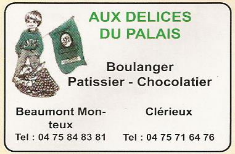 AUX DELICES
DU PALAIS
Boulanger
Patissier - Chocolatier
Beaumont Mon-
teux
Tel : 04 75 84 83 81
Clérieux
Tel : 04 75 71 64 76